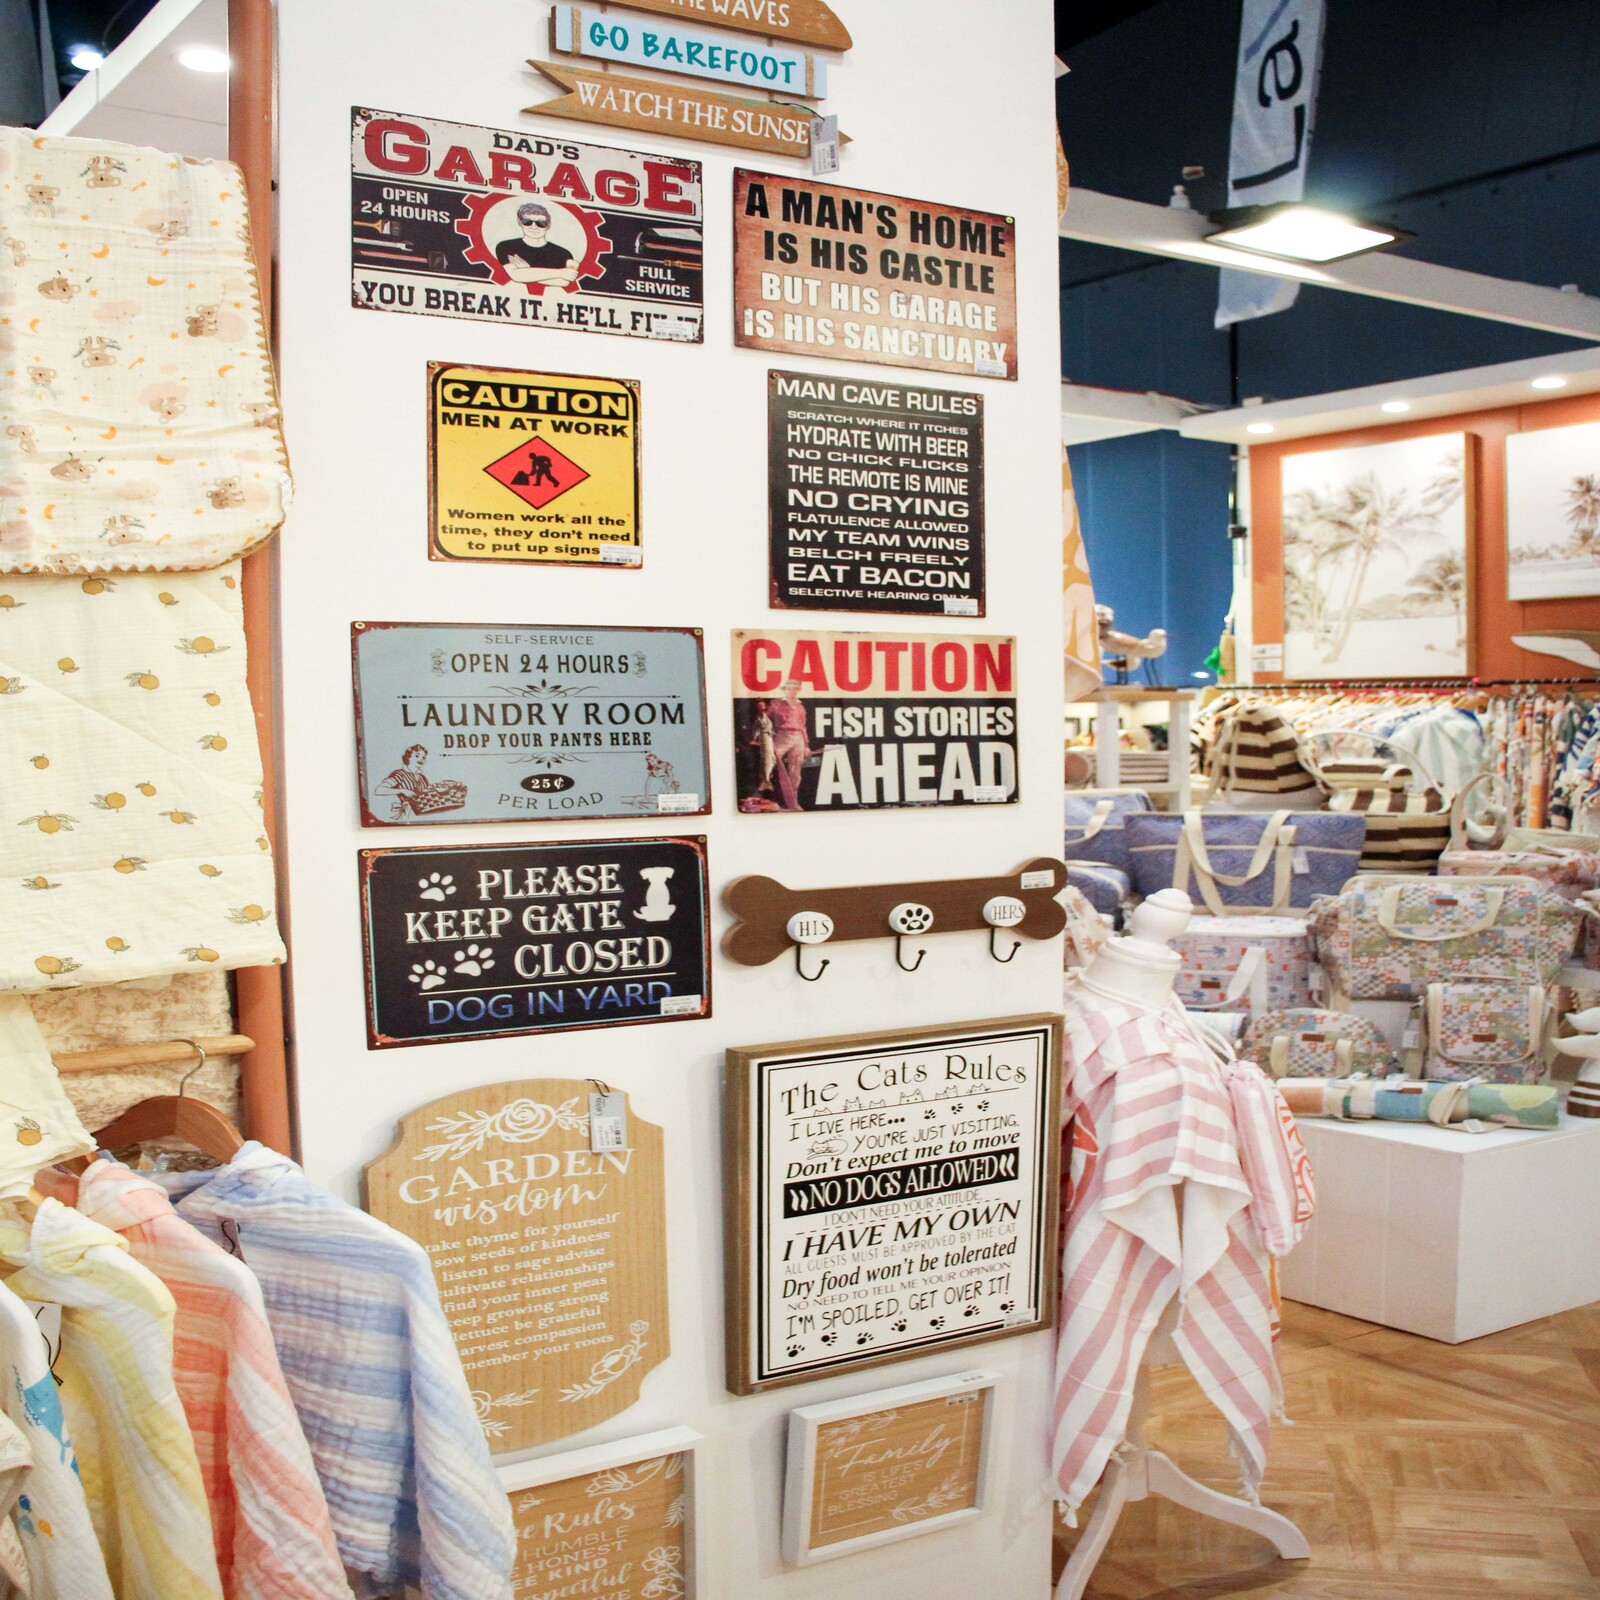 THE WAVES
GO BAREFOOT
WATCH THE
DAD'S
GARAGE
OPEN
24 HOURS
FULL
SERVICE
YOU BREAK IT. HE'LL
A MAN'S HOME
IS HIS CASTLE
BUT HIS GARAGE
IS HIS SANCTUARY
CAUTION
MEN AT WORK
Women work all the
time, they don't need
to put up signs
MAN CAVE RULES
SCRATCH WHERE IT ITCHES
HYDRATE WITH BEER
NO CHICK FLICKS
THE REMOTE IS MINE
NO CRYING
FLATULENCE ALLOWED
MY TEAM WINS
BELCH FREELY
EAT BACON
SELECTIVE HEARING ONLY
SELF-SERVICE
OPEN 24 HOURS
LAUNDRY ROOM
DROP YOUR PANTS HERE
25¢
PER LOAD
CAUTION
FISH STORIES
AHEAD
PLEASE
KEEP GATE
CLOSED
DOG IN YARD
HIS
HERS
GARDEN
wisdom
take thyme for yourself
sow seeds of kindness
listen to sage advise
cultivate relationships
find your inner peas
keep growing strong
lettuce be grateful
harvest compassion
remember your roots
The Cats Rules
I LIVE HERE...
YOU'RE JUST VISITING.
Don't expect me to move
»NO DOGS ALLOWED«
I DON'T NEED YOUR ATTITUDE,
I HAVE MY OWN
ALL GUESTS MUST BE APPROVED BY THE CAT
Dry food won't be tolerated
NO NEED TO TELL ME YOUR OPINION
I'M SPOILED, GET OVER IT!
Family
IS LIFE'S
GREATEST
BLESSING
Rules
HUMBLE
HONEST
BE KIND
La